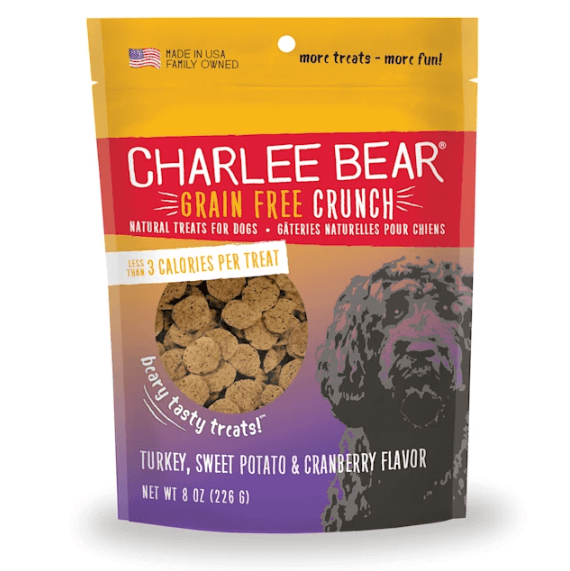 MADE IN USA
FAMILY OWNED
more treats - more fun!
CHARLEE BEAR®
GRAIN FREE CRUNCH
NATURAL TREATS FOR DOGS • GÂTERIES NATURELLES POUR CHIENS
LESS THAN 3 CALORIES PER TREAT
beary tasty treats!™
TURKEY, SWEET POTATO & CRANBERRY FLAVOR
NET WT 8 OZ (226 G)